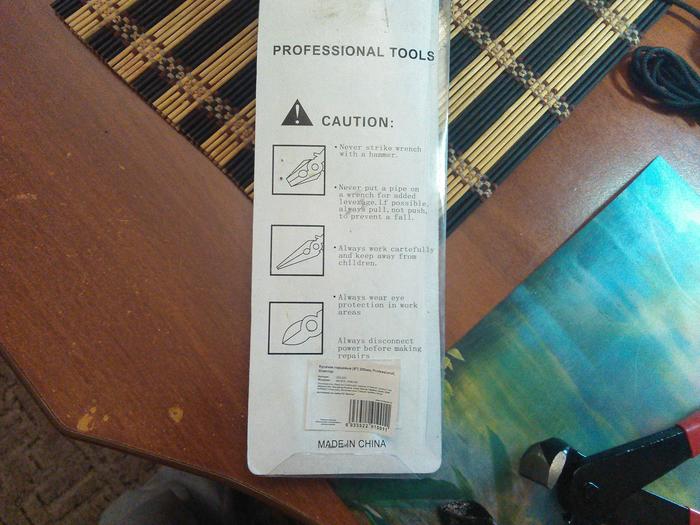 PROFESSIONAL TOOLS
CAUTION:
• Never strike wrench
with a hammer.
• Never put a pipe on
a wrench for added
leverage.If possible,
always pull,not push,
to prevent a fall.
• Always work cartefully
and keep away from
children.
• Always wear eye
protection in work
areas
Always disconnect
power before making
repairs
MADE IN CHINA